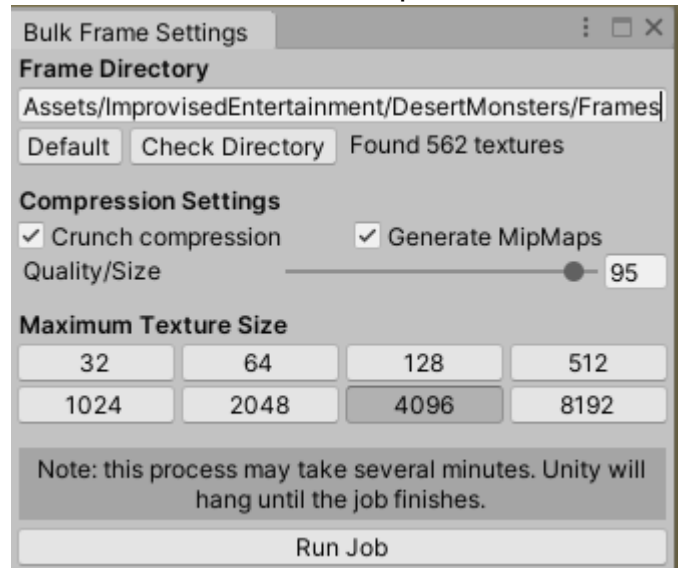 Bulk Frame Settings
Frame Directory
Assets/ImprovisedEntertainment/DesertMonsters/Frames
Default Check Directory Found 562 textures
Compression Settings
Crunch compression Generate MipMaps
Quality/Size 95
Maximum Texture Size
32 64 128 512
1024 2048 4096 8192
Note: this process may take several minutes. Unity will
hang until the job finishes.
Run Job